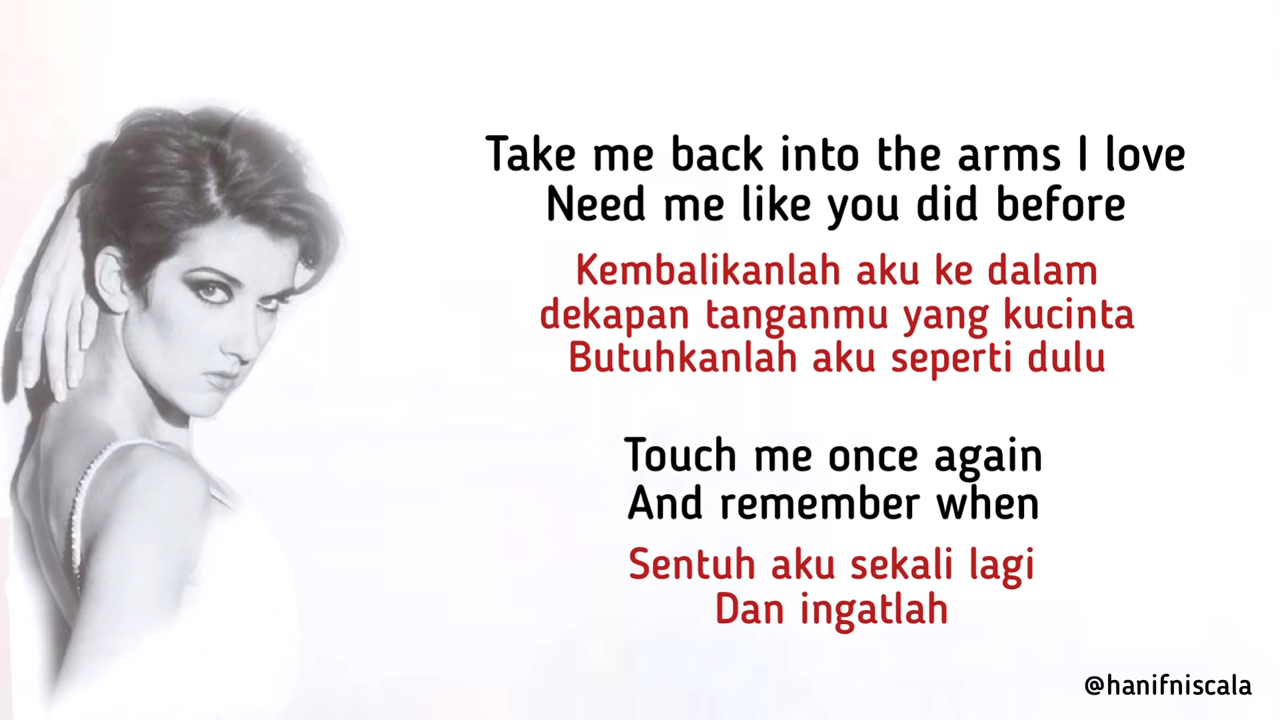 Take me back into the arms I love
Need me like you did before
Kembalikanlah aku ke dalam
dekapan tanganmu yang kucinta
Butuhkanlah aku seperti dulu
Touch me once again
And remember when
Sentuh aku sekali lagi
Dan ingatlah
@hanifniscala